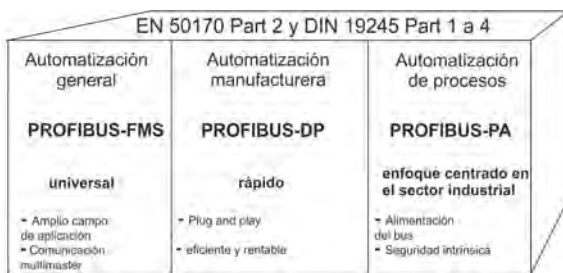 EN 50170 Part 2 y DIN 19245 Part 1 a 4
Automatización
general
PROFIBUS-FMS
universal
- Amplio campo
de aplicación
- Comunicación
multimaster
Automatización
manufacturera
PROFIBUS-DP
rápido
- Plug and play
- eficiente y rentable
Automatización
de procesos
PROFIBUS-PA
enfoque centrado en
el sector industrial
- Alimentación
del bus
- Seguridad intrínsica